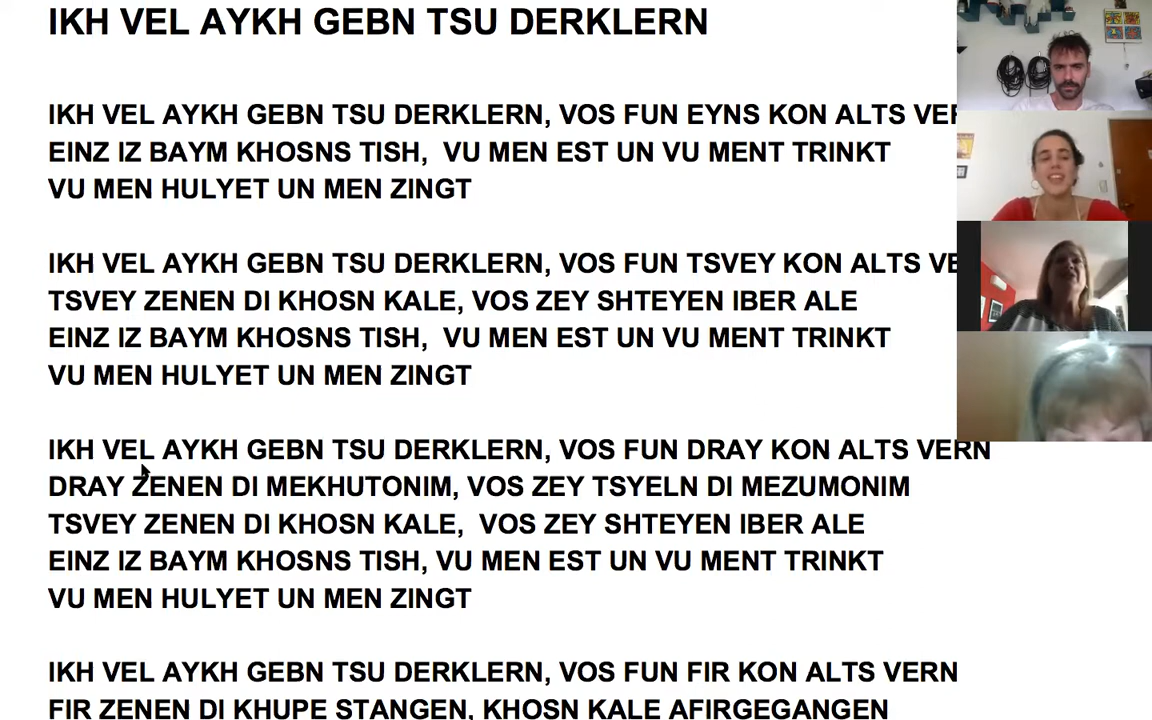 IKH VEL AYKH GEBN TSU DERKLERN
IKH VEL AYKH GEBN TSU DERKLERN, VOS FUN EYNS KON ALTS
EINZ IZ BAYM KHOSNS TISH, VU MEN EST UN VU MENT TRINKT
VU MEN HULYET UN MEN ZINGT
IKH VEL AYKH GEBN TSU DERKLERN, VOS FUN TSVEY KON ALTS
TSVEY ZENEN DI KHOSN KALE, VOS ZEY SHTEYEN IBER ALE
EINZ IZ BAYM KHOSNS TISH, VU MEN EST UN VU MENT TRINKT
VU MEN HULYET UN MEN ZINGT
IKH VEL AYKH GEBN TSU DERKLERN, VOS FUN DRAY KON ALTS VERN
DRAY ZENEN DI MEKHUTONIM, VOS ZEY TSYELN DI MEZUMONIM
TSVEY ZENEN DI KHOSN KALE, VOS ZEY SHTEYEN IBER ALE
EINZ IZ BAYM KHOSNS TISH, VU MEN EST UN VU MENT TRINKT
VU MEN HULYET UN MEN ZINGT
IKH VEL AYKH GEBN TSU DERKLERN, VOS FUN FIR KON ALTS VERN
FIR ZENEN DI KHUPE STANGEN, KHOSN KALE AFIRGEGANGEN